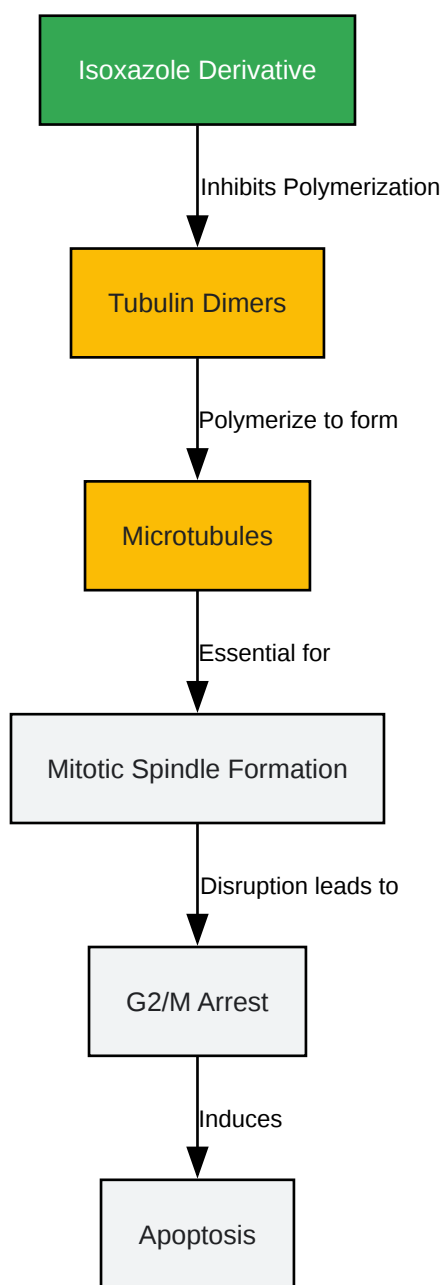 Isoxazole Derivative
Inhibits Polymerization
Tubulin Dimers
Polymerize to form
Microtubules
Essential for
Mitotic Spindle Formation
Disruption leads to
G2/M Arrest
Induces
Apoptosis